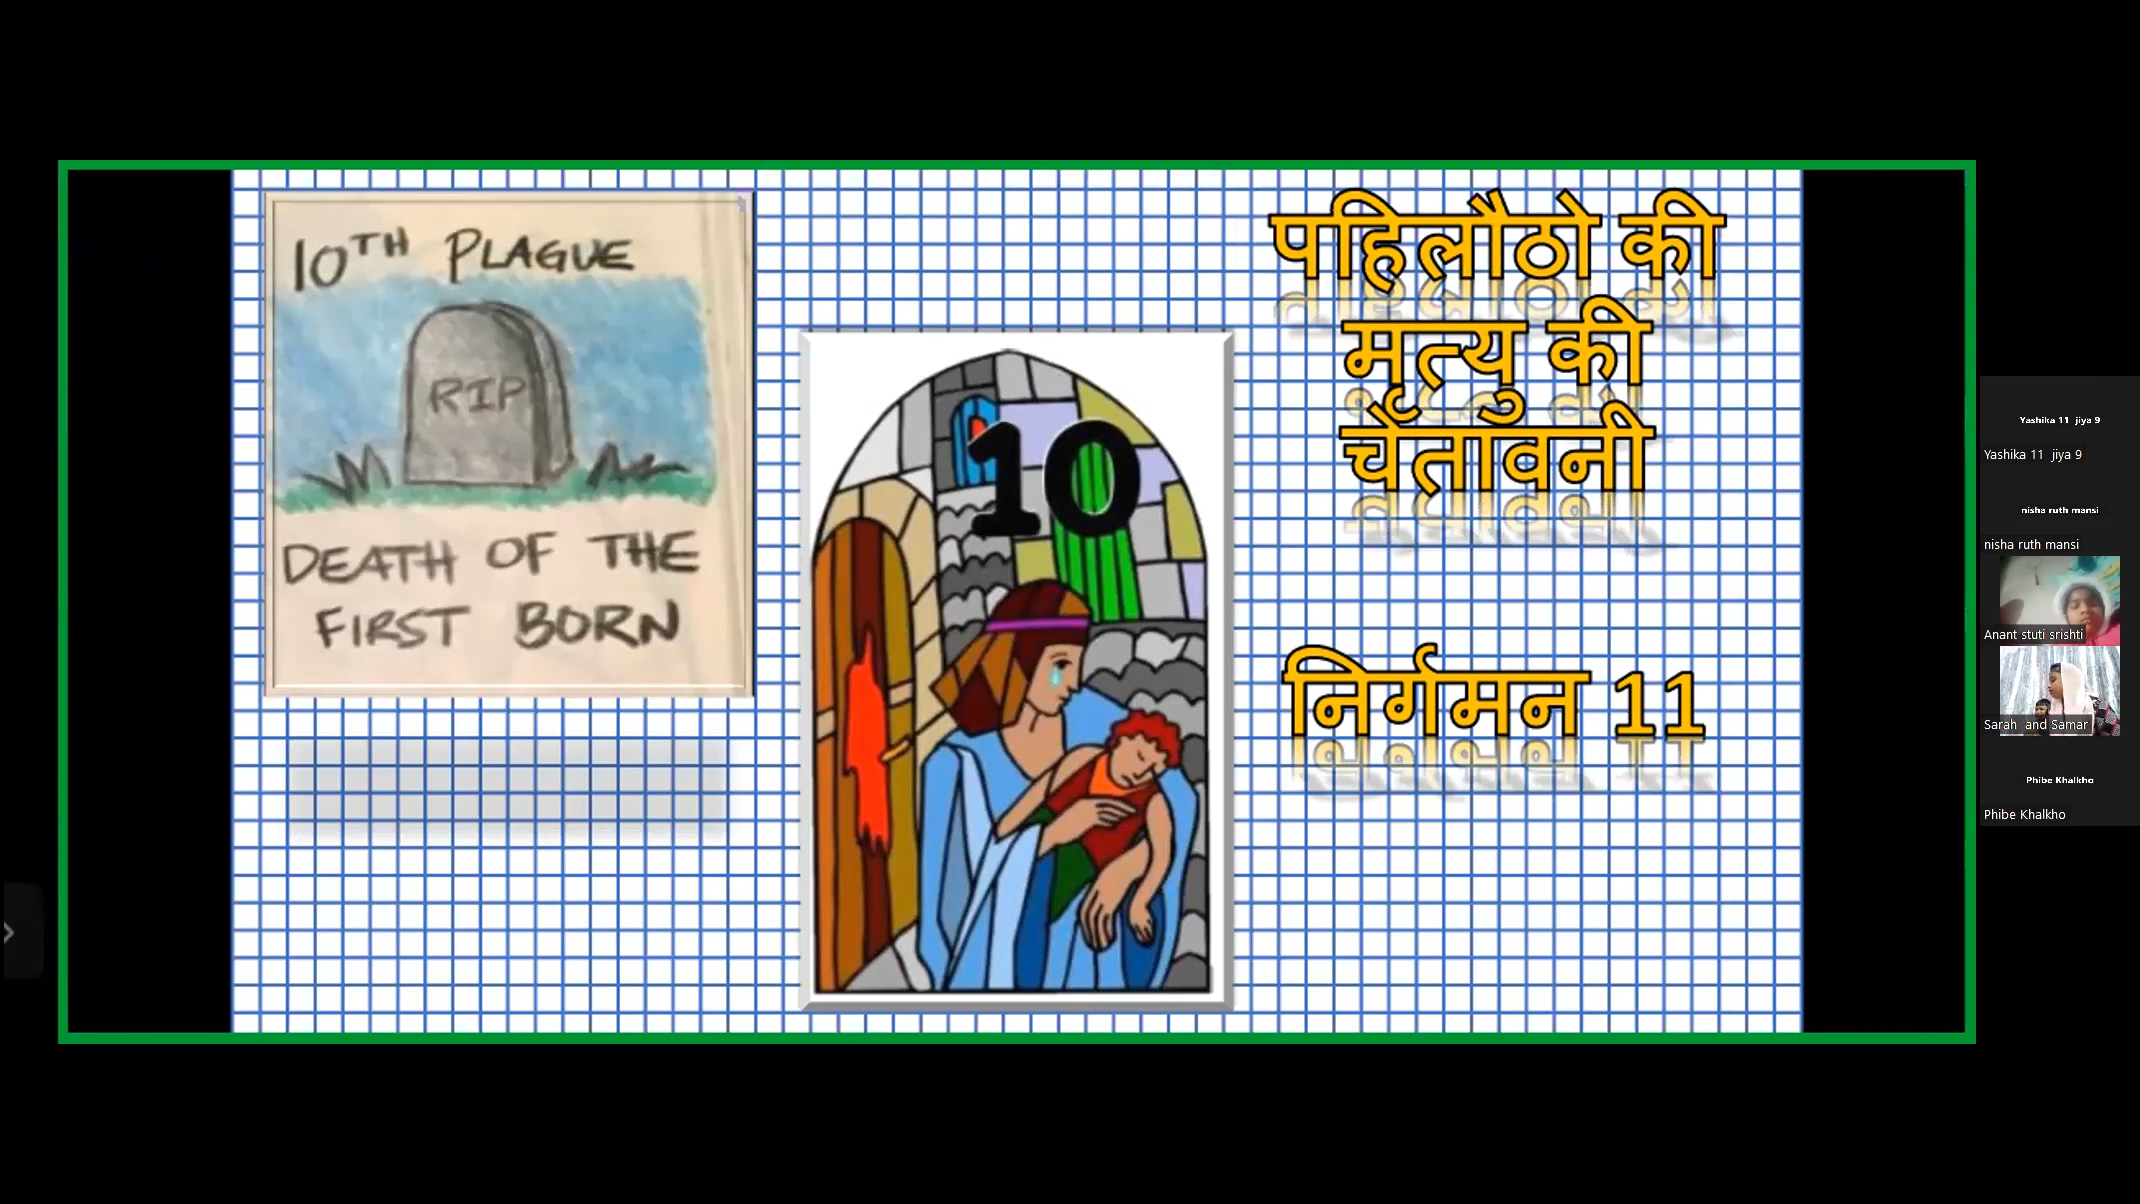 10TH PLAGUE
RIP
DEATH OF THE
FIRST BORN
10
पहिलौठो की
मृत्यु की
चेतावनी
निर्गमन 11
Yashika 11 jiya 9
Yashika 11 jiya 9
nisha ruth mansi
nisha ruth mansi
Anant stuti srishti
Sarah and Samar
Phibe Khalkho
Phibe Khalkho